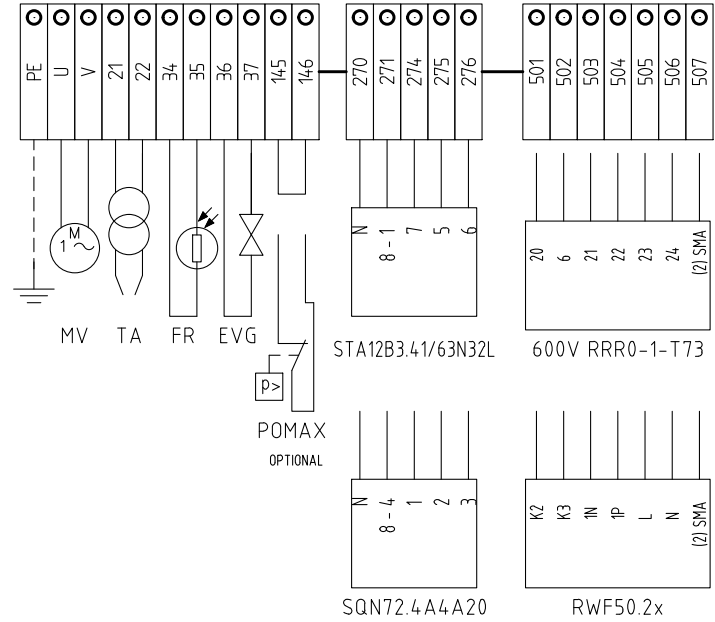 PE U V 21 22 34 35 36 37 145 146 270 271 274 275 276 501 502 503 504 505 506 507
M
1~
N 8-1 7 5 6
20 6 21 22 23 24 (2) SMA
MV TA FR EVG
STA12B3.41/63N32L
600V RRR0-1-T73
P>
POMAX
OPTIONAL
N 8-4 1 2 3
K2 K3 1N 1P L N (2) SMA
SQN72.4A4A20
RWF50.2x